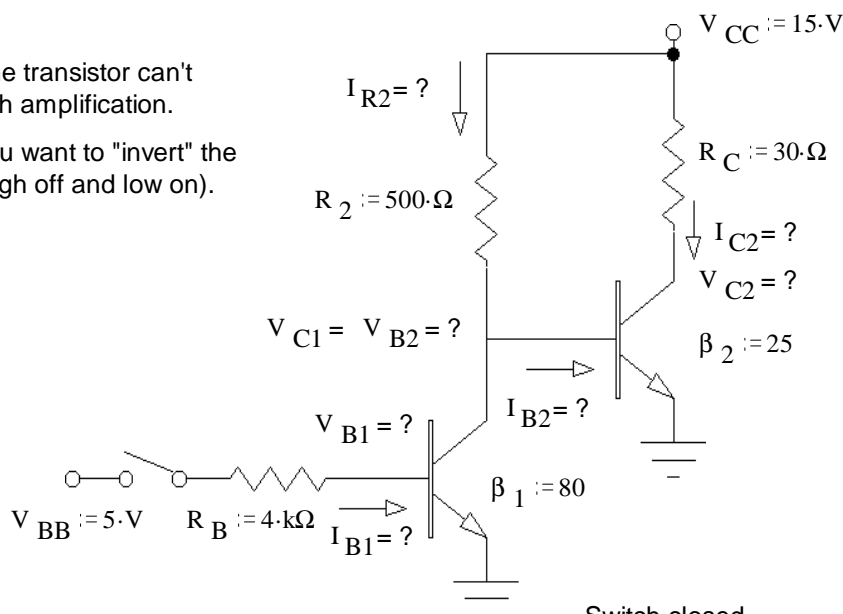 V CC := 15·V
transistor can't
I R2 = ?
amplification.
R C := 30·Ω
you want to "invert" the
off and low on).
R 2 := 500·Ω
I C2 = ?
V C2 = ?
V C1 = V B2 = ?
β 2 := 25
I B2 = ?
V B1 = ?
β 1 := 80
V BB := 5·V
R B := 4·kΩ
I B1 = ?
Switch closed